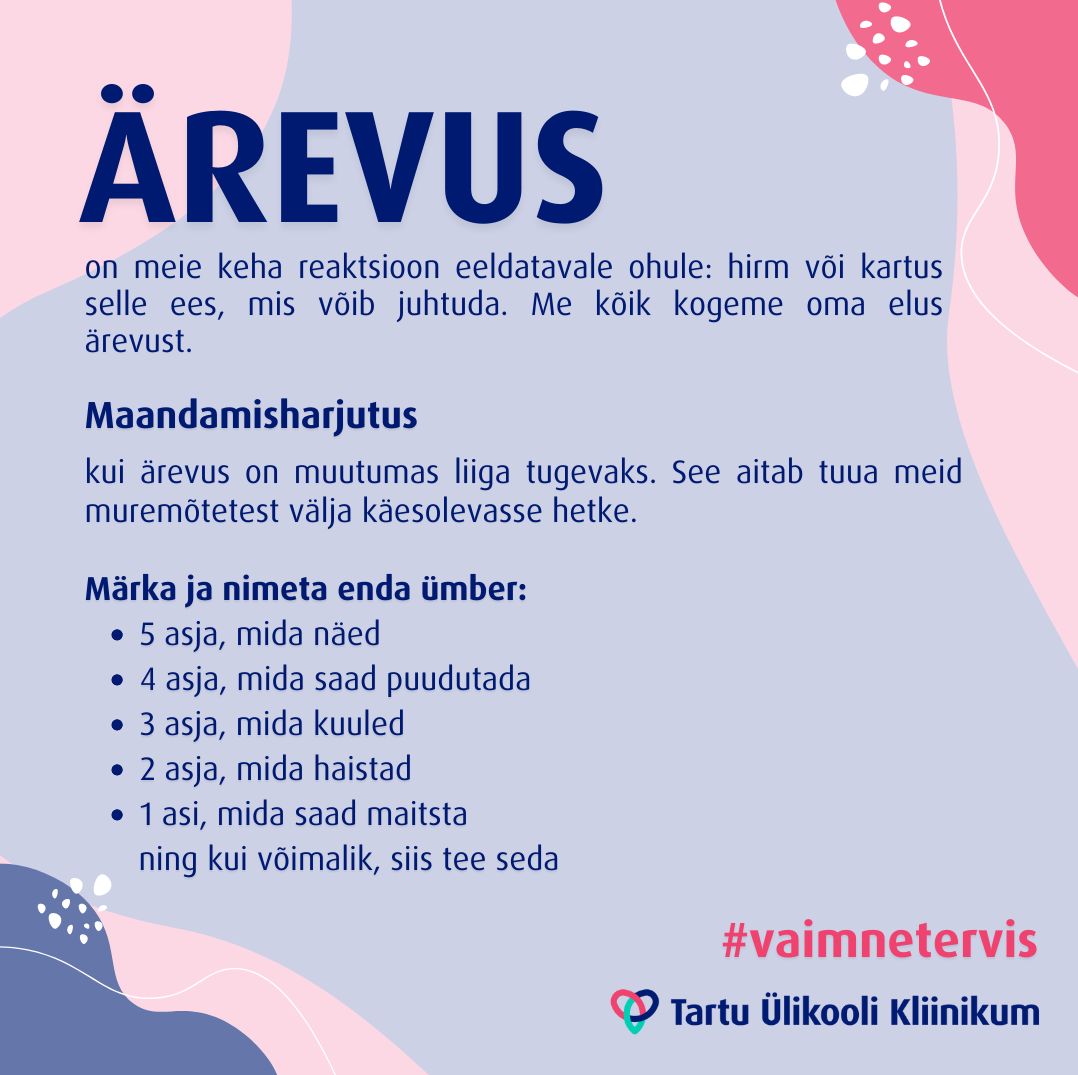 ÄREVUS
on meie keha reaktsioon eeldatavale ohule: hirm või kartus
selle ees, mis võib juhtuda. Me kõik kogeme oma elus
ärevust.
Maandamisharjutus
kui ärevus on muutumas liiga tugevaks. See aitab tuua meid
muremõtetest välja käesolevasse hetke.
Märka ja nimeta enda ümber:
• 5 asja, mida näed
• 4 asja, mida saad puudutada
• 3 asja, mida kuuled
• 2 asja, mida haistad
• 1 asi, mida saad maitsta
ning kui võimalik, siis tee seda
#vaimnetervis
Tartu Ülikooli Kliinikum